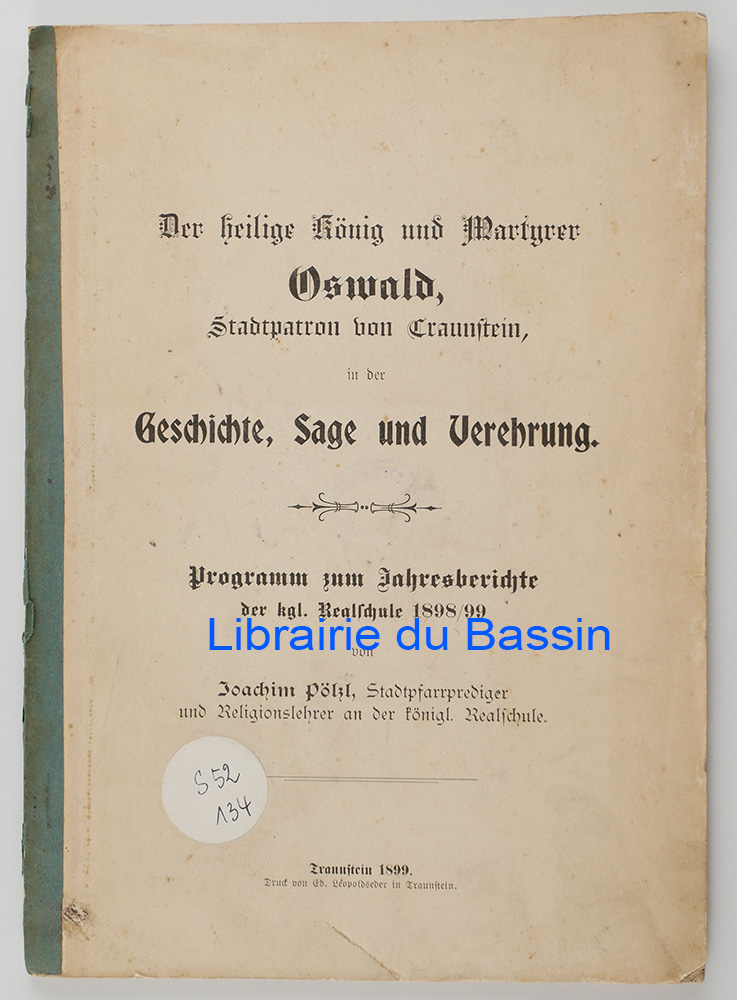 Der heilige König und Martyrer
Oswald,
Stadtpatron von Traunstein,
in der
Geschichte, Sage und Verehrung.
Programm zum Jahresberichte
der kgl. Realschule 1898/99
Librairie du Bassin
von
Joachim Pölzl, Stadtpfarrprediger
und Religionslehrer an der königl. Realschule.
S 52
134
Traunstein 1899.
Druck von Ed. Léopoldseder in Traunstein.